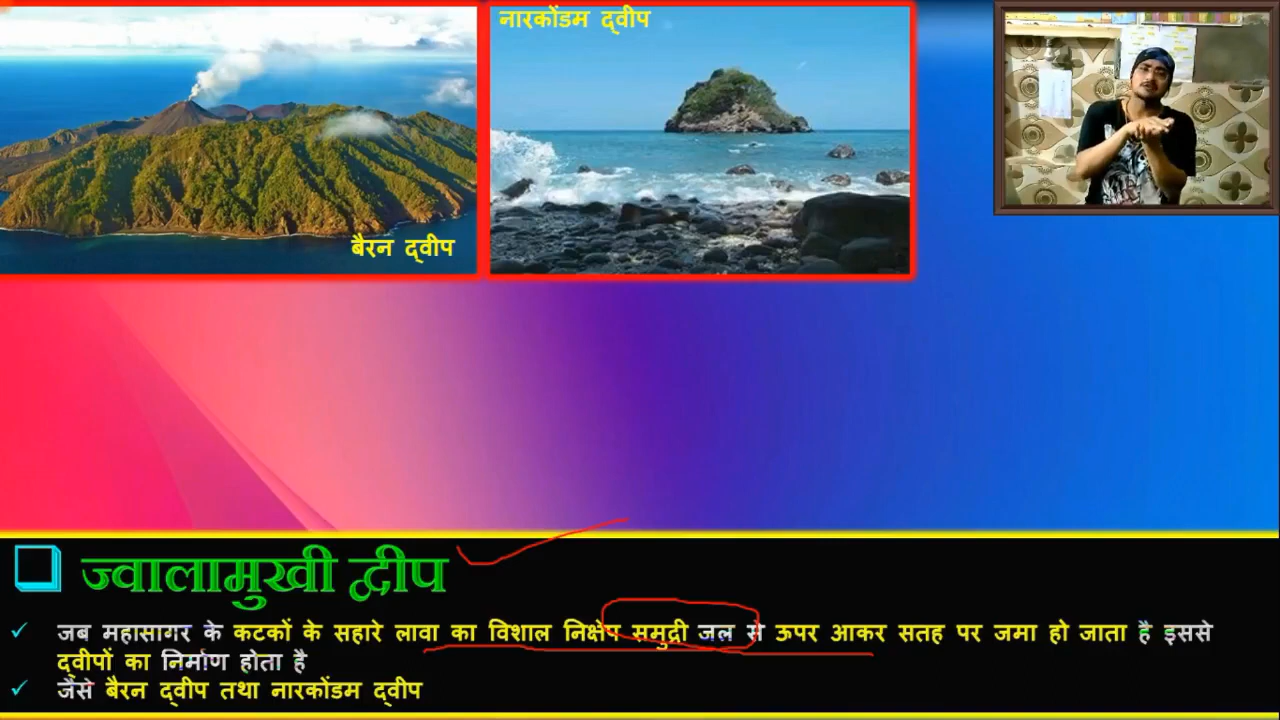 नारकोंडम द्वीप
बैरन द्वीप
ज्वालामुखी द्वीप
जब महासागर के कटकों के सहारे लावा का विशाल निक्षेप समुद्री जल से ऊपर आकर सतह पर जमा हो जाता है इससे
द्वीपों का निर्माण होता है
जैसे बैरन द्वीप तथा नारकोंडम द्वीप